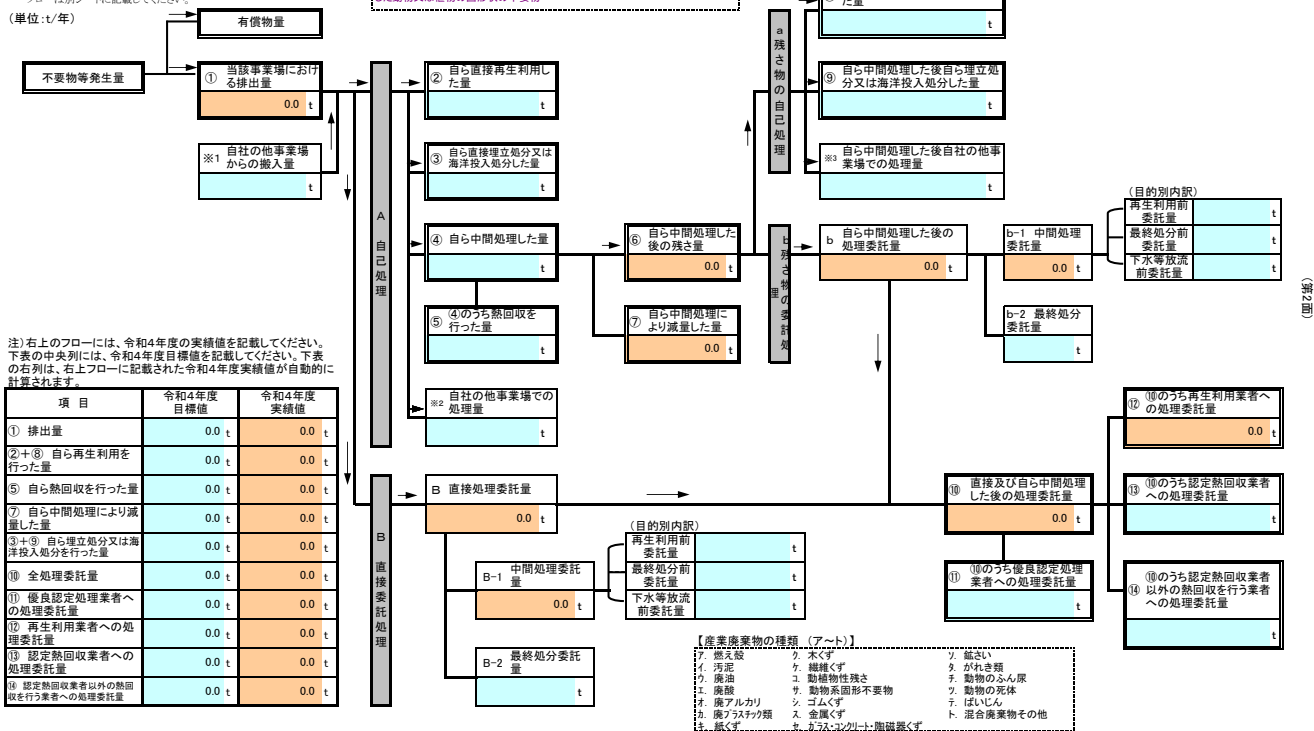 (単位:t/年)
有償物量
不要物等発生量
① 当該事業場におけ
る排出量
0.0 t
※1 自社の他事業場
からの搬入量
t
A 自己処理
② 自ら直接再生利用し
た量
t
③ 自ら直接埋立処分又は
海洋投入処分した量
t
④ 自ら中間処理した量
t
⑤ ④のうち熱回収を
行った量
t
※2 自社の他事業場での
処理量
t
⑥ 自ら中間処理した
後の残さ量
0.0 t
⑦ 自ら中間処理に
より減量した量
0.0 t
a 残さ物の自己処理
た量
t
⑨ 自ら中間処理した後自ら埋立処
分又は海洋投入処分した量
t
※3 自ら中間処理した後自社の他事
業場での処理量
t
b 残さ物の委託処理
b 自ら中間処理した後の
処理委託量
0.0 t
b-1 中間処理
委託量
0.0 t
b-2 最終処分
委託量
t
(目的別内訳)
再生利用前
委託量 t
最終処分前
委託量 t
下水等放流
前委託量 t
(第2面)
注)右上のフローには、令和4年度の実績値を記載してください。
下表の中央列には、令和4年度目標値を記載してください。下表
の右列は、右上フローに記載された令和4年度実績値が自動的に
計算されます。
項 目 令和4年度 目標値 令和4年度 実績値
① 排出量 0.0 t 0.0 t
②+⑧ 自ら再生利用を
行った量 0.0 t 0.0 t
⑤ 自ら熱回収を行った量 0.0 t 0.0 t
⑦ 自ら中間処理により減
量した量 0.0 t 0.0 t
③+⑨ 自ら埋立処分又は海
洋投入処分を行った量 0.0 t 0.0 t
⑩ 全処理委託量 0.0 t 0.0 t
⑪ 優良認定処理業者へ
の処理委託量 0.0 t 0.0 t
⑫ 再生利用業者への処
理委託量 0.0 t 0.0 t
⑬ 認定熱回収業者への
処理委託量 0.0 t 0.0 t
⑭ 認定熱回収業者以外の熱回
収を行う業者への処理委託量 0.0 t 0.0 t
B 直接委託処理
B 直接処理委託量
0.0 t
B-1 中間処理委託
量
0.0 t
B-2 最終処分委託
量
t
(目的別内訳)
再生利用前
委託量 t
最終処分前
委託量 t
下水等放流
前委託量 t
⑩ 直接及び自ら中間処理
した後の処理委託量
0.0 t
⑪ ⑩のうち優良認定処理
業者への処理委託量
t
⑫ ⑩のうち再生利用業者へ
の処理委託量
0.0 t
⑬ ⑩のうち認定熱回収業者
への処理委託量
t
⑭ ⑩のうち認定熱回収業者
以外の熱回収を行う業者
への処理委託量
t
【産業廃棄物の種類 (ア~ト)】
ア. 燃え殻 ク. 木くず ソ. 鉱さい
イ. 汚泥 ケ. 繊維くず タ. がれき類
ウ. 廃油 コ. 動植物性残さ チ. 動物のふん尿
エ. 廃酸 サ. 動物系固形不要物 ツ. 動物の死体
オ. 廃アルカリ シ. ゴムくず テ. ばいじん
カ. 廃プラスチック類 ス. 金属くず ト. 混合廃棄物その他
キ. 紙くず セ. ガラス・コンクリート・陶磁器くず